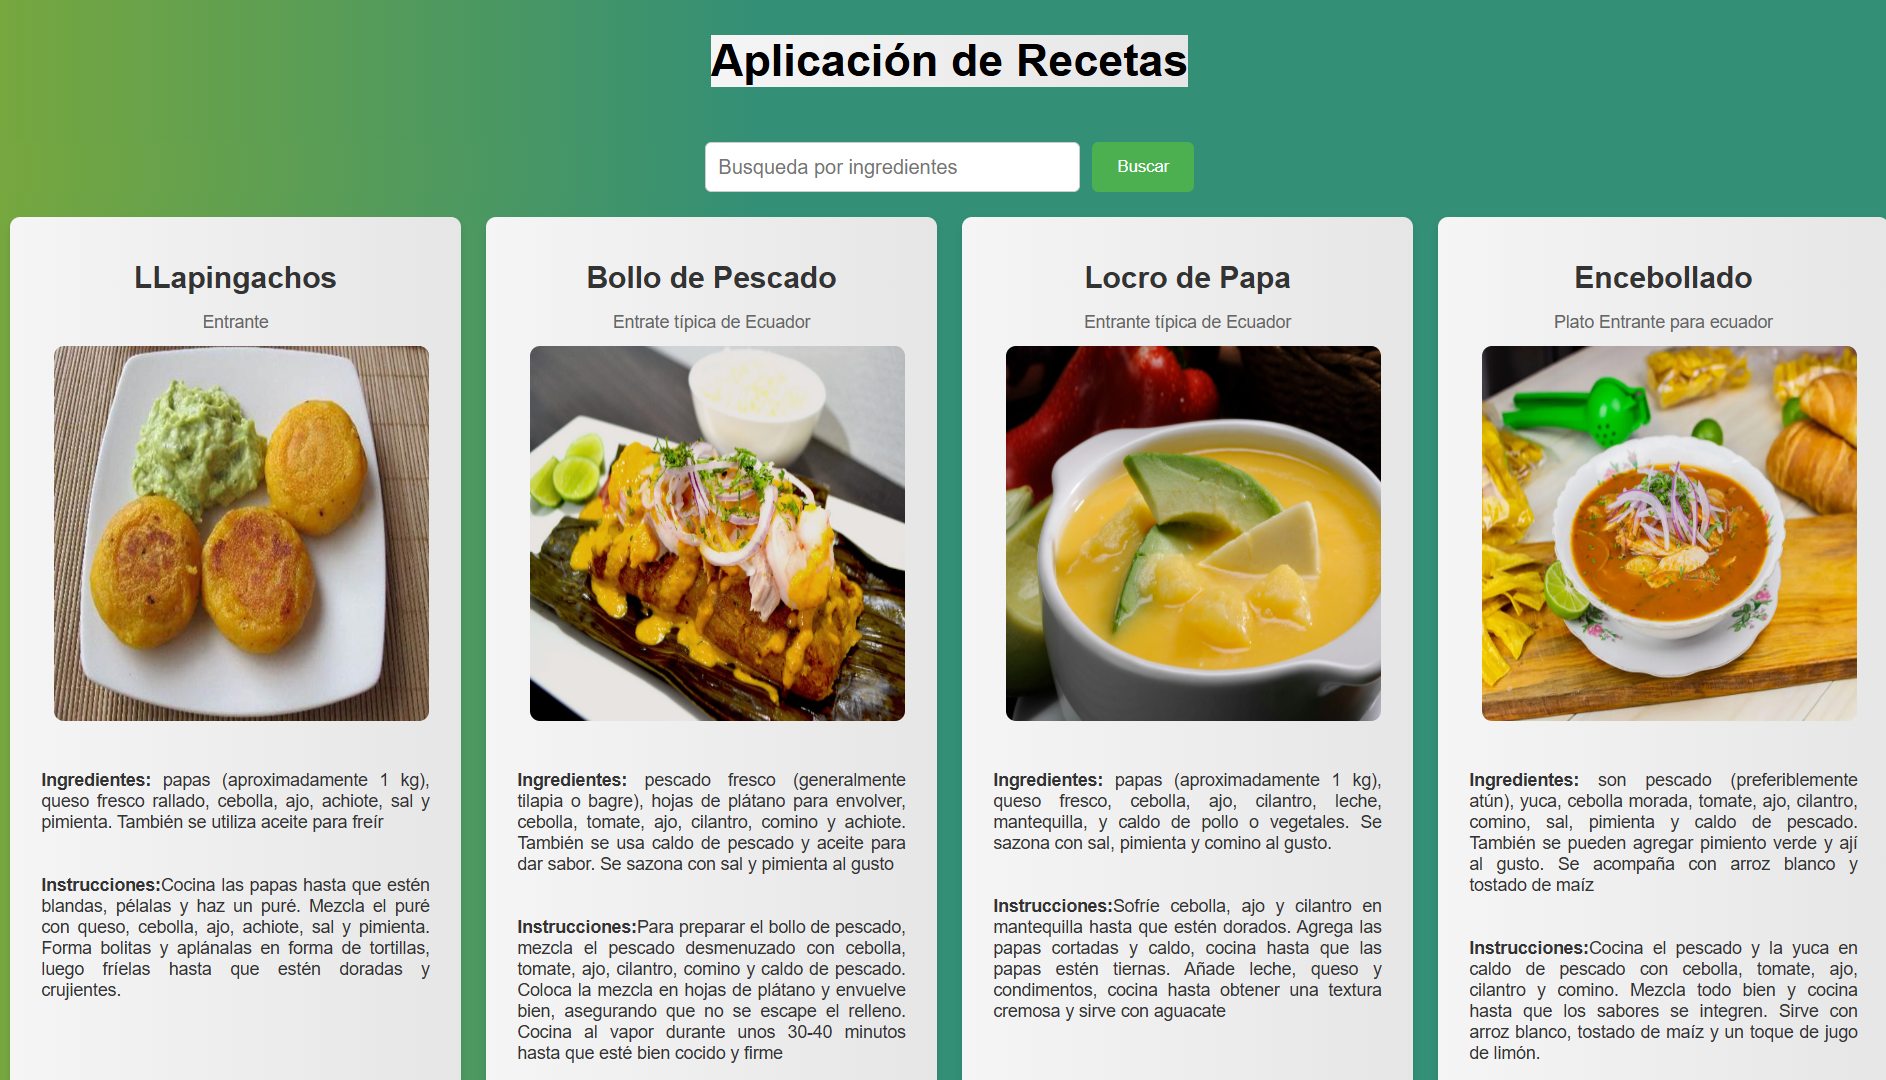 Aplicación de Recetas
Busqueda por ingredientes
Buscar
LLapingachos
Entrante
Ingredientes: papas (aproximadamente 1 kg),
queso fresco rallado, cebolla, ajo, achiote, sal y
pimienta. También se utiliza aceite para freír
Instrucciones:Cocina las papas hasta que estén
blandas, pélalas y haz un puré. Mezcla el puré
con queso, cebolla, ajo, achiote, sal y pimienta.
Forma bolitas y aplánalas en forma de tortillas,
luego fríelas hasta que estén doradas y
crujientes.
Bollo de Pescado
Entrate típica de Ecuador
Ingredientes: pescado fresco (generalmente
tilapia o bagre), hojas de plátano para envolver,
cebolla, tomate, ajo, cilantro, comino y achiote.
También se usa caldo de pescado y aceite para
dar sabor. Se sazona con sal y pimienta al gusto
Instrucciones:Para preparar el bollo de pescado,
mezcla el pescado desmenuzado con cebolla,
tomate, ajo, cilantro, comino y caldo de pescado.
Coloca la mezcla en hojas de plátano y envuelve
bien, asegurando que no se escape el relleno.
Cocina al vapor durante unos 30-40 minutos
hasta que esté bien cocido y firme
Locro de Papa
Entrante típica de Ecuador
Ingredientes: papas (aproximadamente 1 kg),
queso fresco, cebolla, ajo, cilantro, leche,
mantequilla, y caldo de pollo o vegetales. Se
sazona con sal, pimienta y comino al gusto.
Instrucciones:Sofríe cebolla, ajo y cilantro en
mantequilla hasta que estén dorados. Agrega las
papas cortadas y caldo, cocina hasta que las
papas estén tiernas. Añade leche, queso y
condimentos, cocina hasta obtener una textura
cremosa y sirve con aguacate
Encebollado
Plato Entrante para ecuador
Ingredientes: son pescado (preferiblemente
atún), yuca, cebolla morada, tomate, ajo, cilantro,
comino, sal, pimienta y caldo de pescado.
También se pueden agregar pimiento verde y ají
al gusto. Se acompaña con arroz blanco y
tostado de maíz
Instrucciones:Cocina el pescado y la yuca en
caldo de pescado con cebolla, tomate, ajo,
cilantro y comino. Mezcla todo bien y cocina
hasta que los sabores se integren. Sirve con
arroz blanco, tostado de maíz y un toque de jugo
de limón.